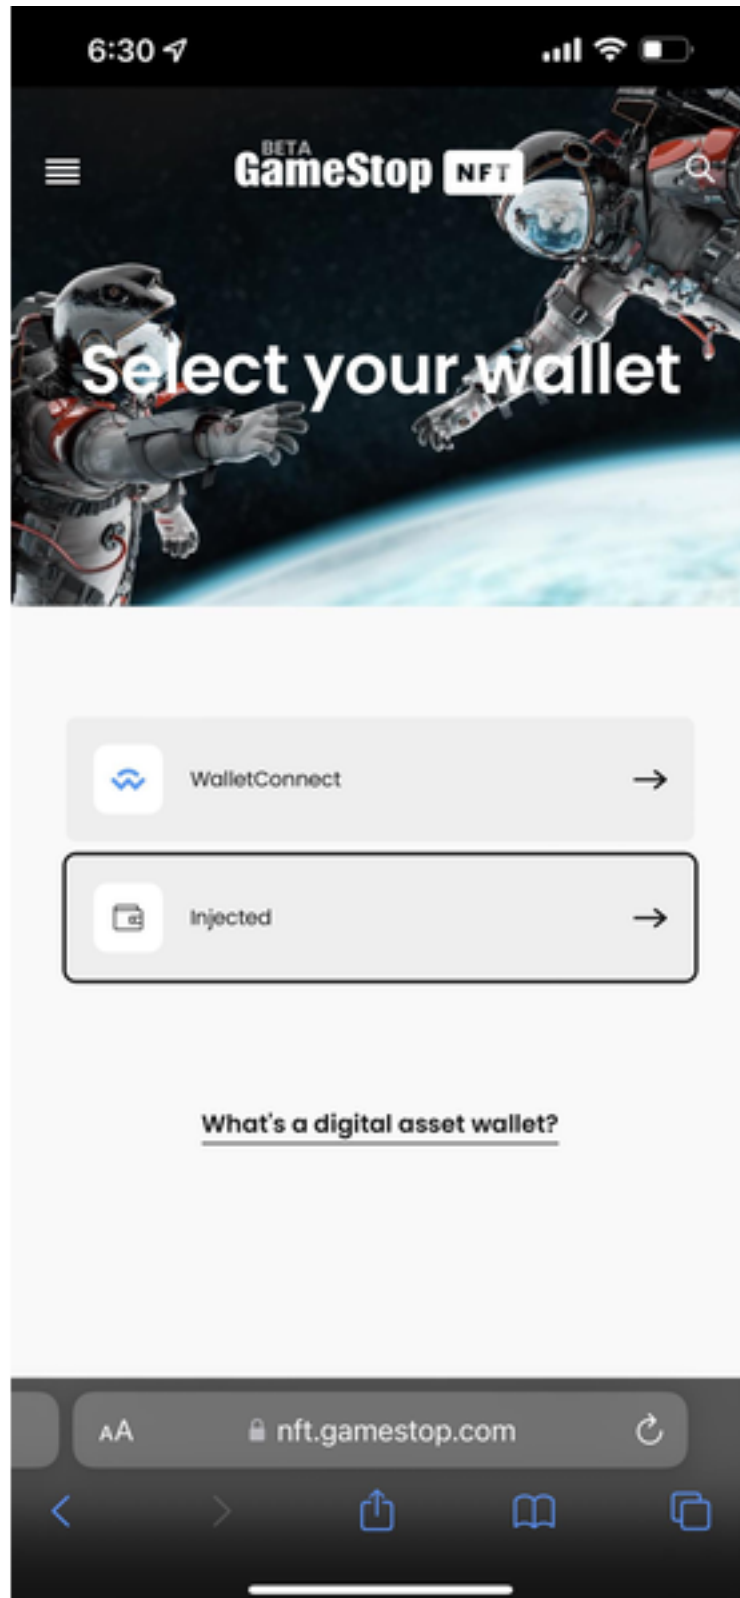 6:30
BETA
GameStop NFT
Select your wallet
WalletConnect
Injected
What's a digital asset wallet?
AA nft.gamestop.com